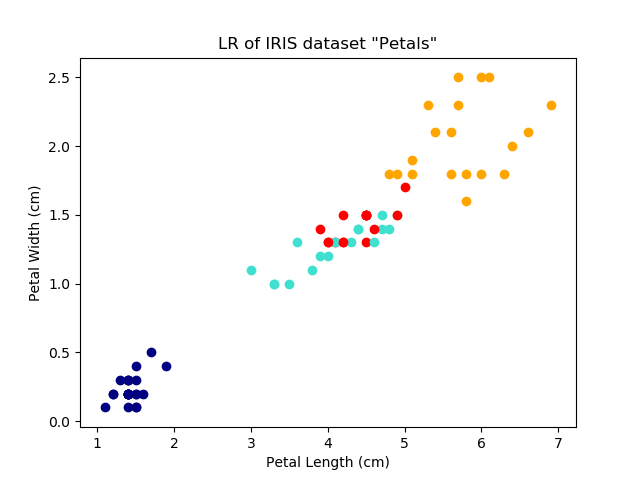 LR of IRIS dataset "Petals"
2.5
2.0
1.5
1.0
0.5
0.0
Petal Width (cm)
1 2 3 4 5 6 7
Petal Length (cm)